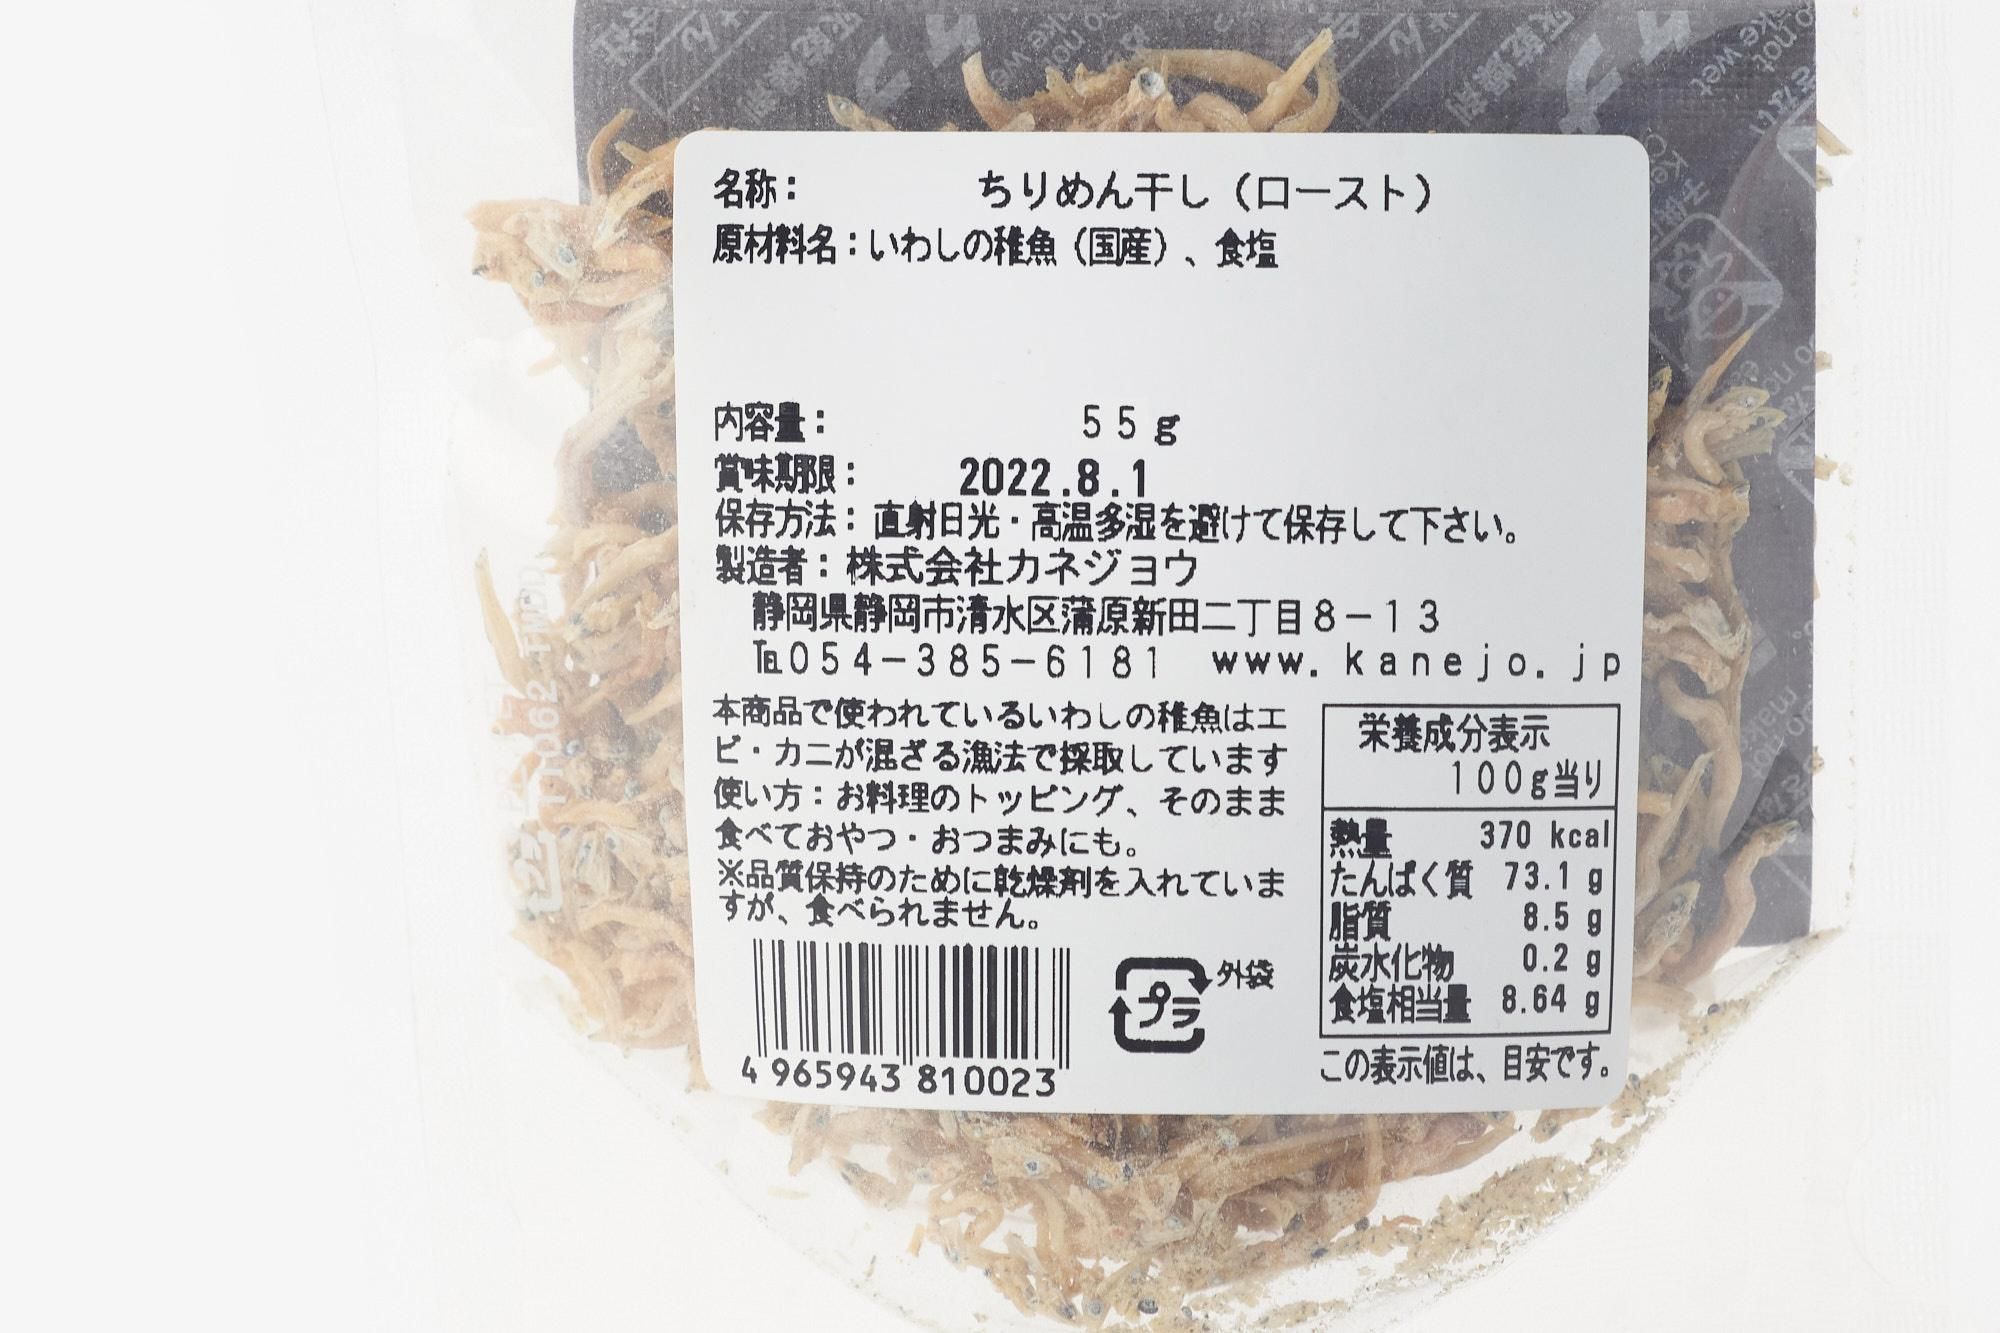 名称： ちりめん干し（ロースト）
原材料名：いわしの稚魚（国産）、食塩
内容量： 55g
賞味期限： 2022.8.1
保存方法：直射日光・高温多湿を避けて保存して下さい。
製造者：株式会社カネジョウ
静岡県静岡市清水区蒲原新田二丁目8－13
℡054－385－6181 www.kanejo.jp
本商品で使われているいわしの稚魚はエ
ビ・カニが混ざる漁法で採取しています
使い方：お料理のトッピング、そのまま
食べておやつ・おつまみにも。
※品質保持のために乾燥剤を入れていま
すが、食べられません。
4 965943 810023
プラ 外袋
栄養成分表示
100g当り
熱量 370 kcal
たんぱく質 73.1 g
脂質 8.5 g
炭水化物 0.2 g
食塩相当量 8.64 g
この表示値は、目安です。